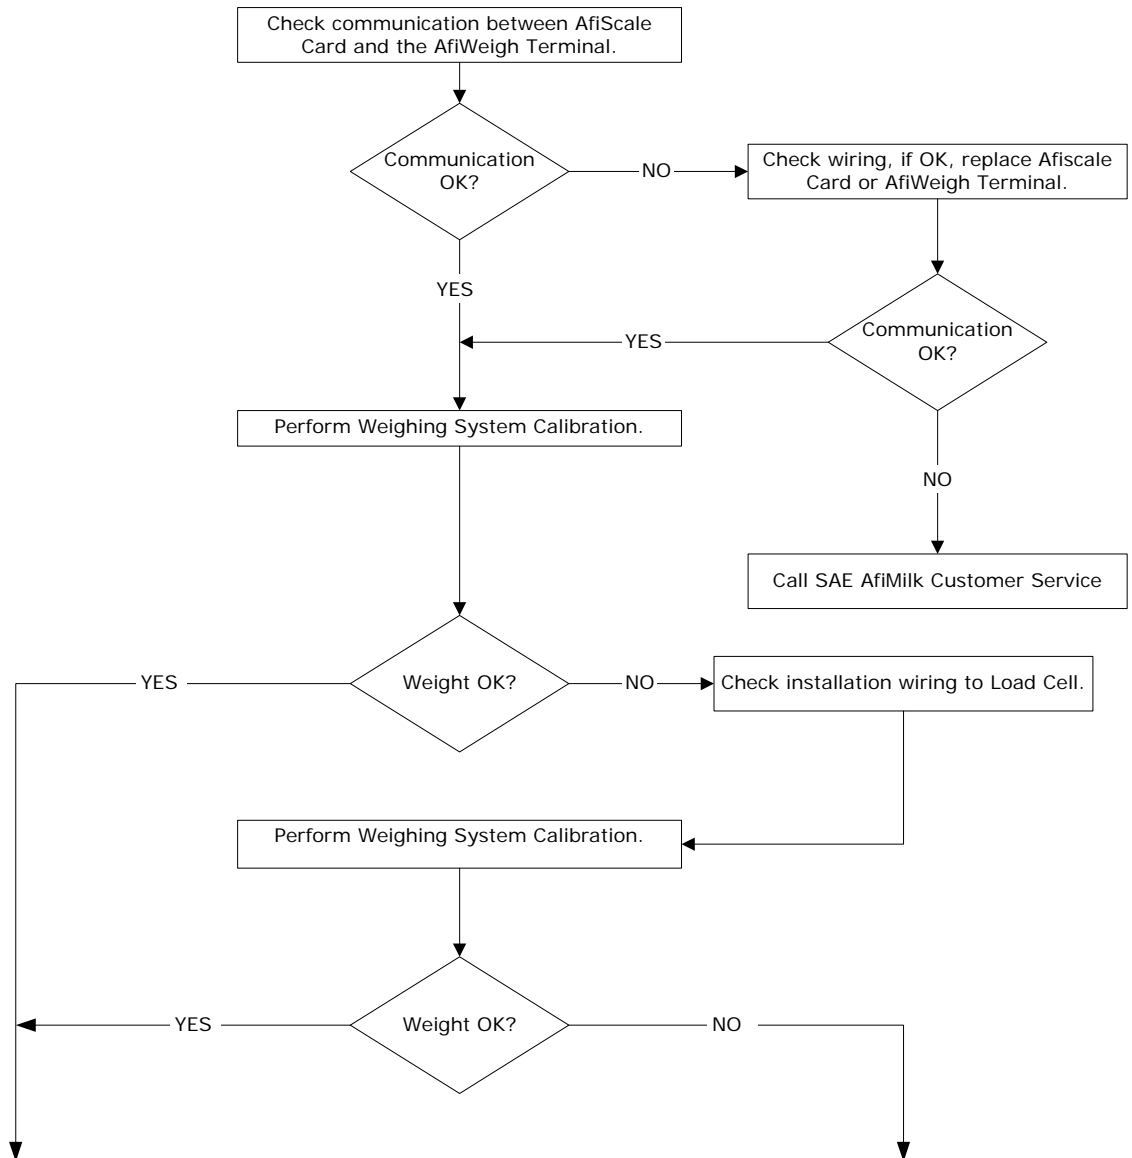 Check communication between AfiScale
Card and the AfiWeigh Terminal.
Communication
OK?
NO
Check wiring, if OK, replace Afiscale
Card or AfiWeigh Terminal.
YES
Communication
OK?
YES
Perform Weighing System Calibration.
NO
Call SAE AfiMilk Customer Service
YES
Weight OK?
NO
Check installation wiring to Load Cell.
Perform Weighing System Calibration.
YES
Weight OK?
NO